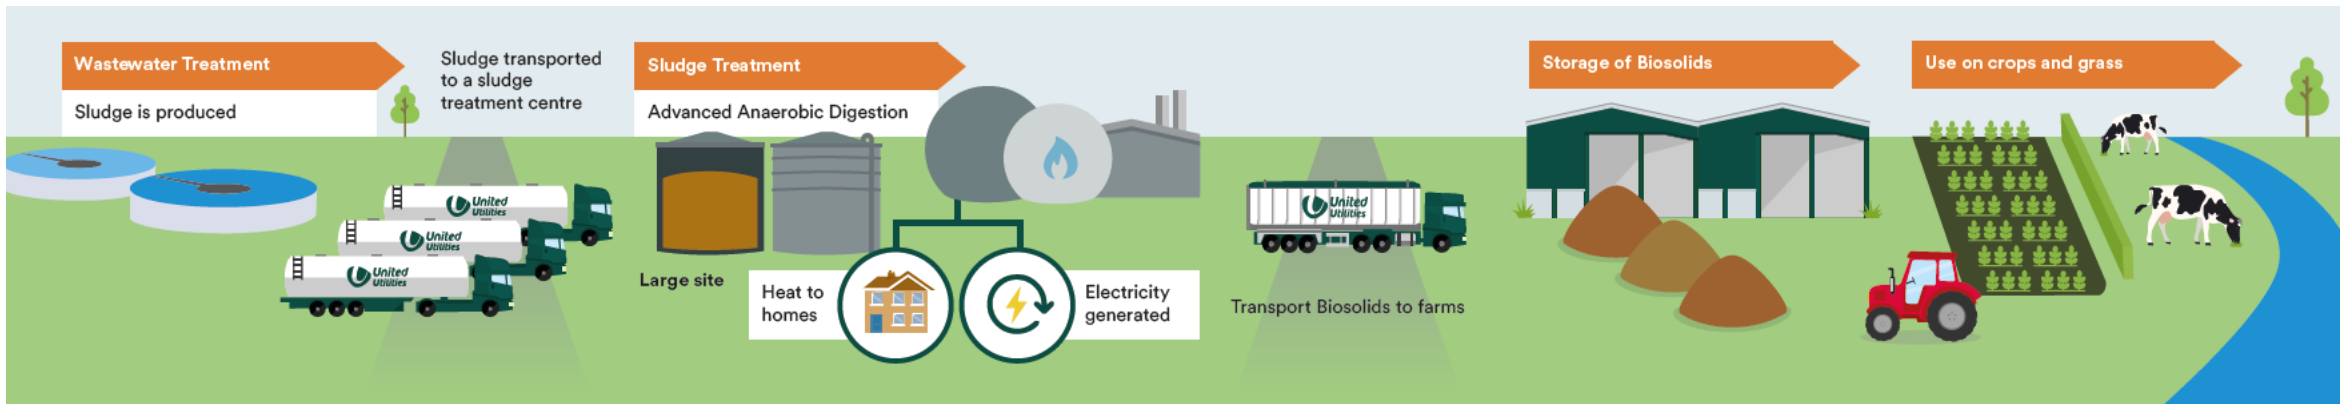 Wastewater Treatment
Sludge is produced
Sludge transported
to a sludge
treatment centre
United
Utilities
United
Utilities
United
Utilities
Sludge Treatment
Advanced Anaerobic Digestion
Large site
Heat to
homes
Electricity
generated
United
Utilities
Transport Biosolids to farms
Storage of Biosolids
Use on crops and grass